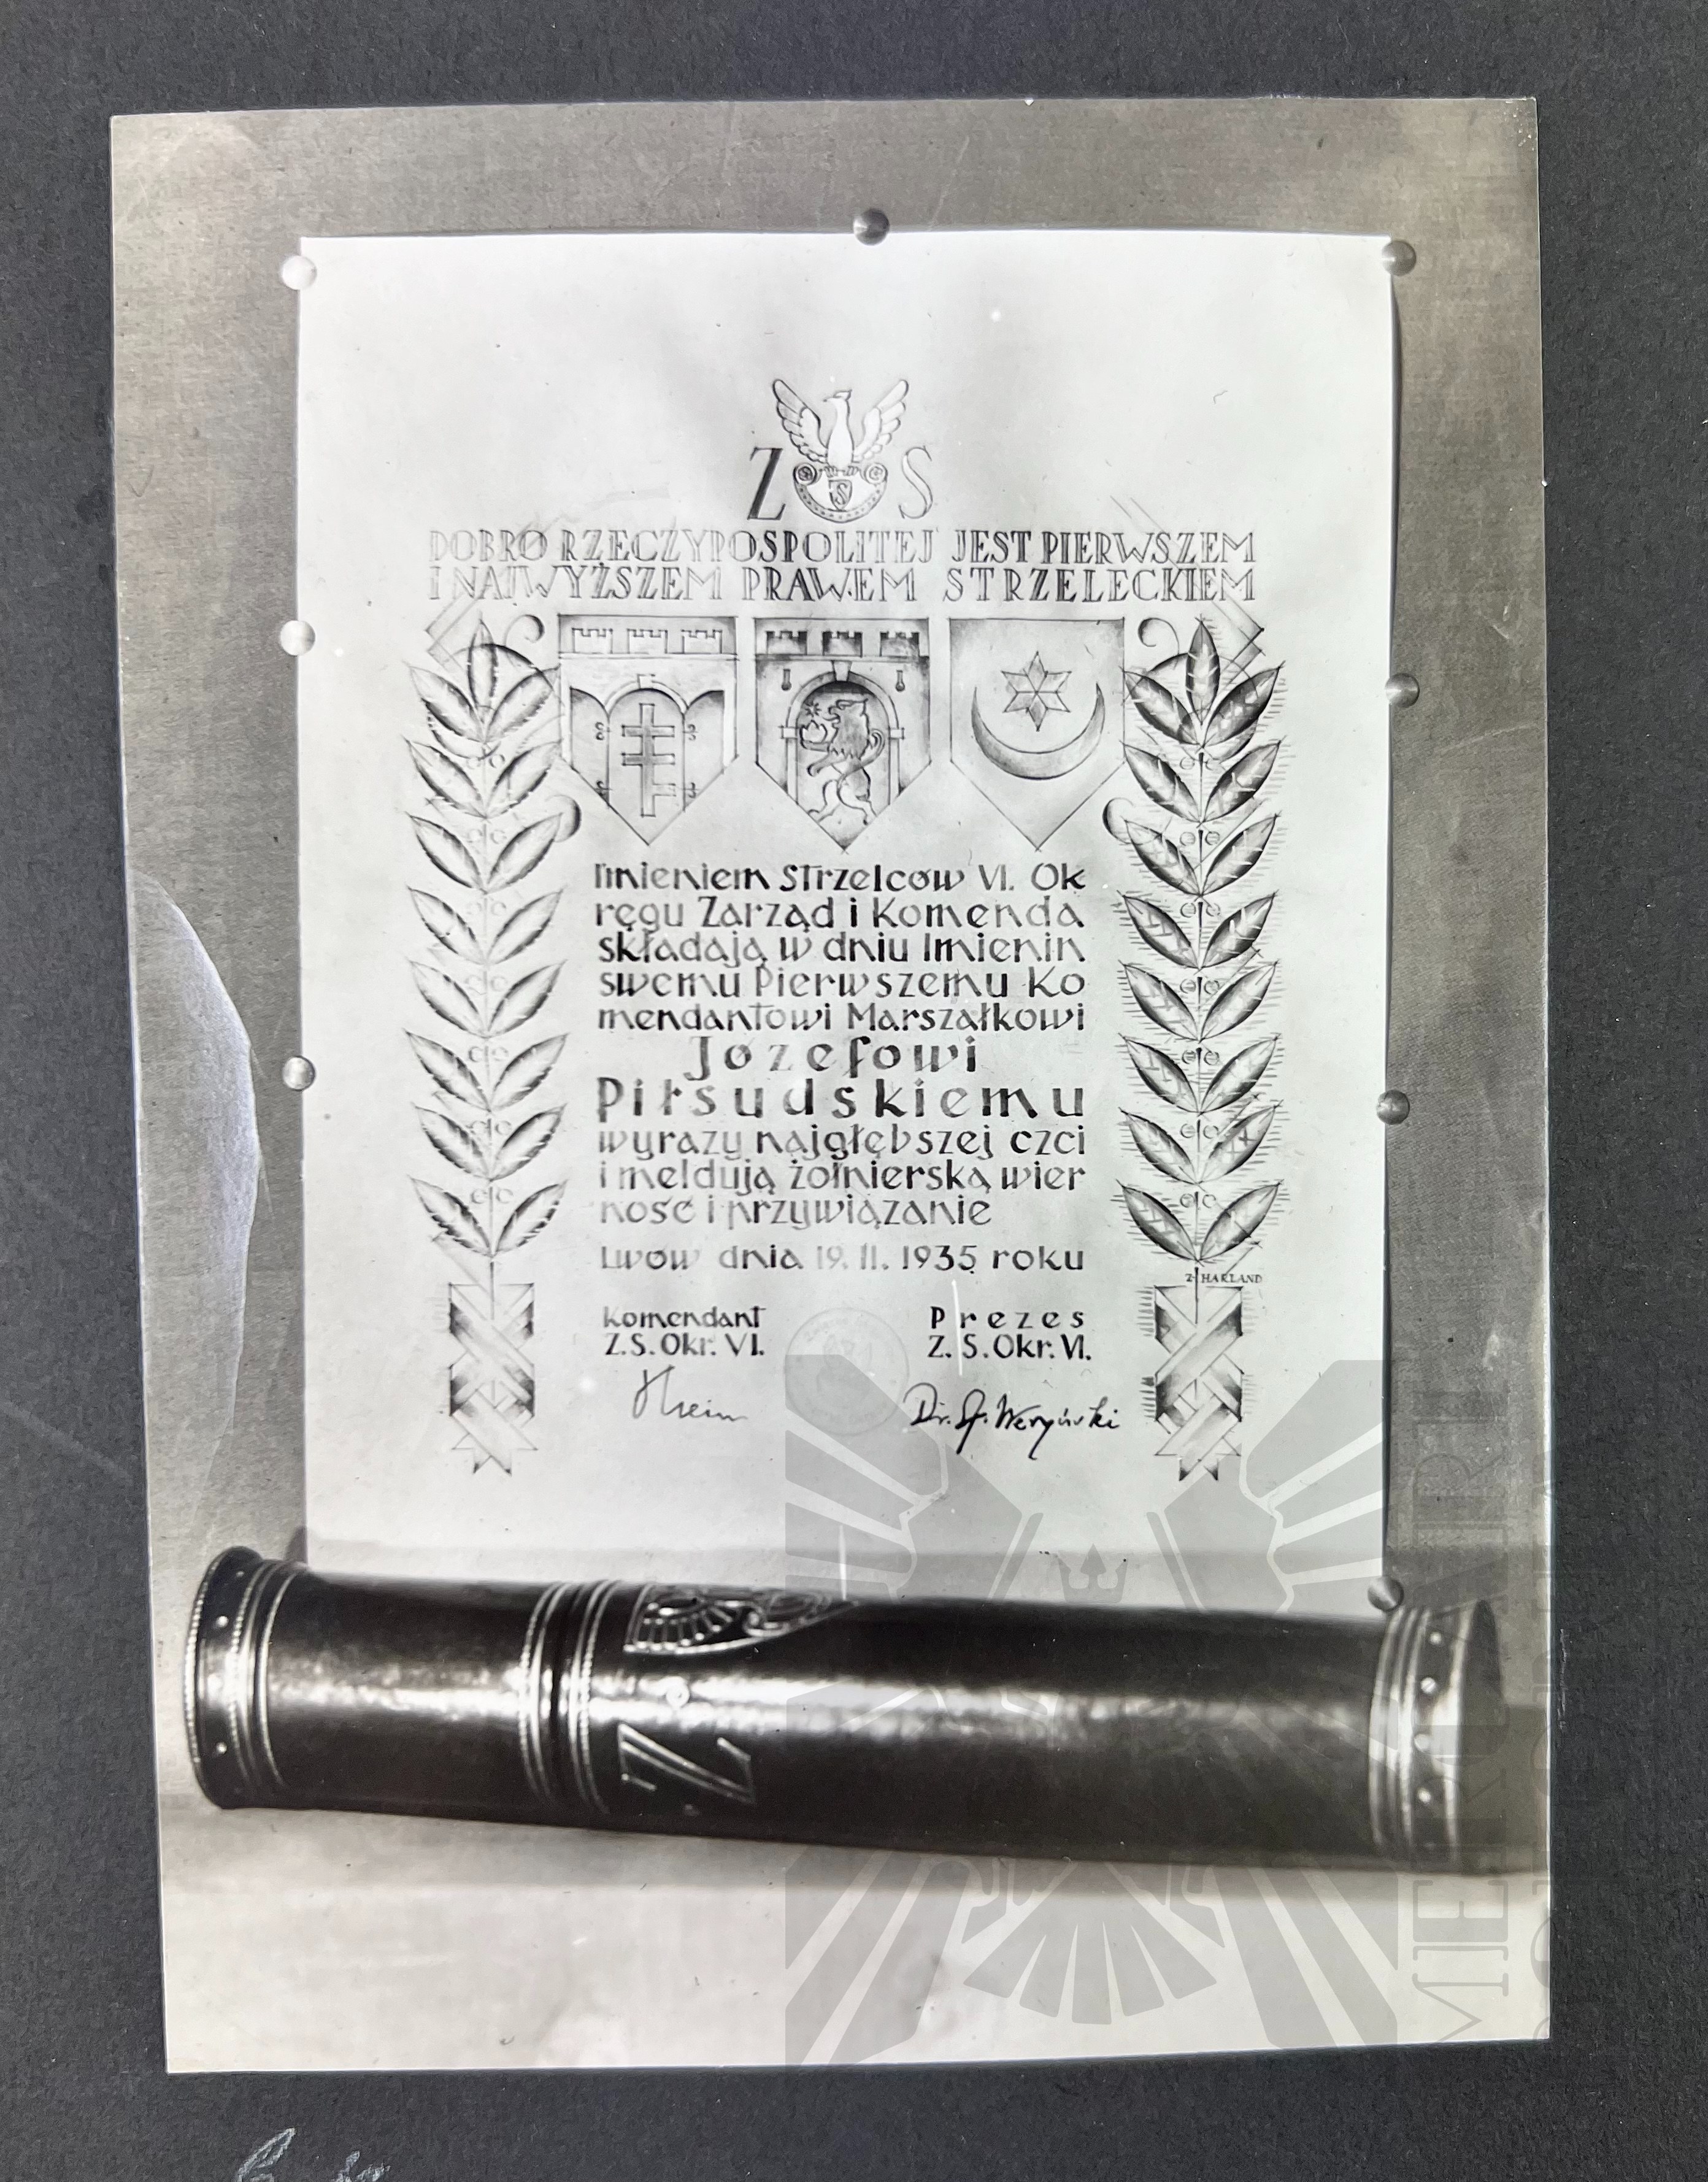 Z S
S
DOBRO RZECZYPOSPOLITEJ JEST PIERWSZEM
I NAJWYŻSZEM PRAWEM STRZELECKIEM
Imieniem Strzelców VI. Ok
ręgu Zarząd i Komenda
składają w dniu Imienin
swemu Pierwszemu Ko
mendantowi Marszałkowi
Józefowi
Piłsudskiemu
wyrazy najgłębszej czci
i meldują żołnierską wier
ność i przywiązanie
Lwów dnia 19. II. 1935 roku
Z. HARLAND
Komendant
Z.S. Okr. VI.
Prezes
Z.S. Okr. VI.
Z